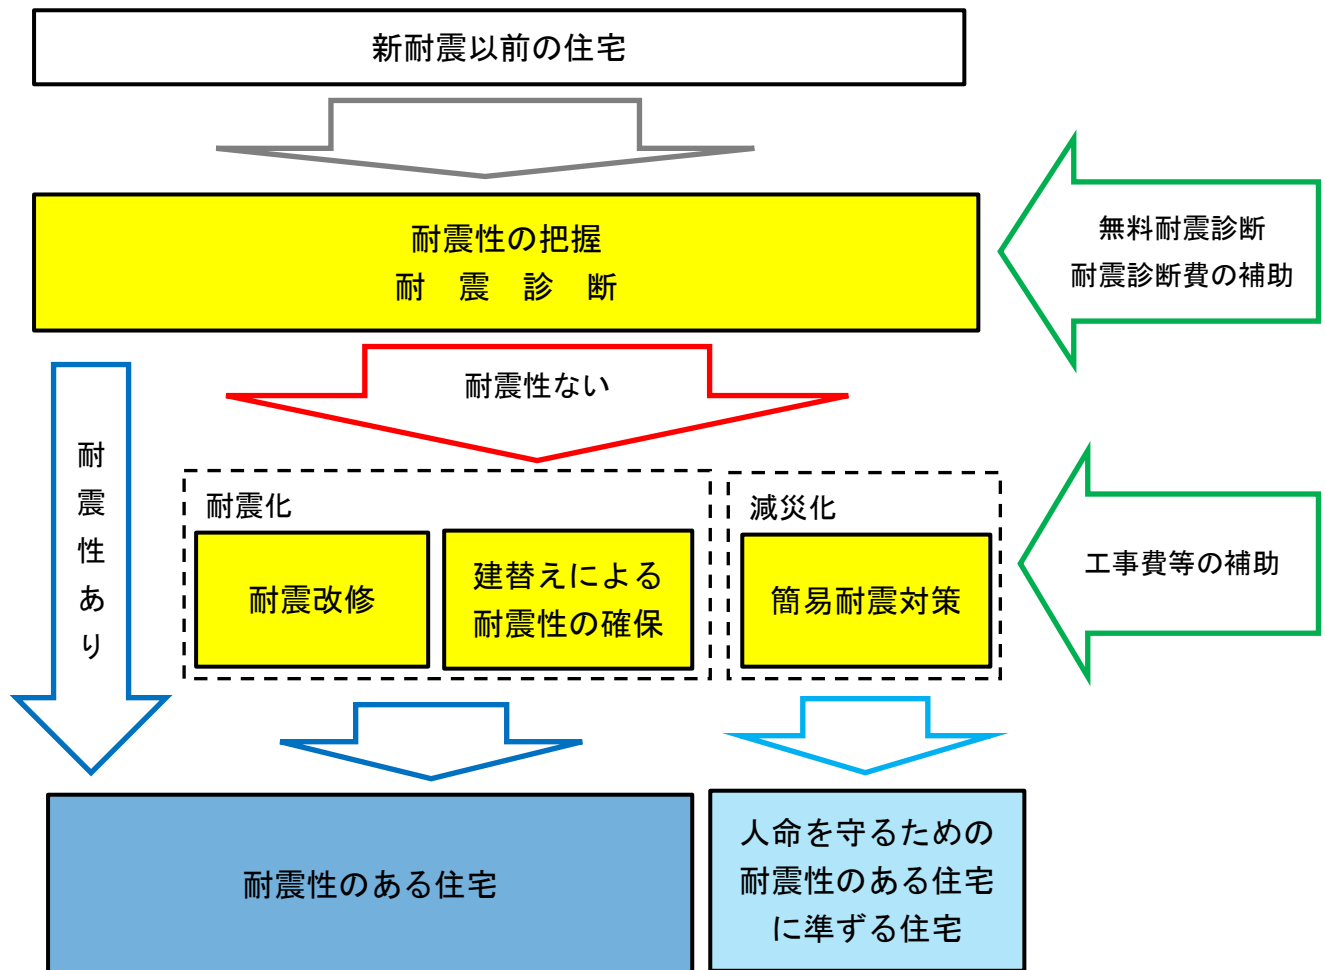 新耐震以前の住宅
耐震性の把握
耐　震　診　断
無料耐震診断
耐震診断費の補助
耐震性ない
耐震性あり
耐震化
耐震改修
建替えによる
耐震性の確保
減災化
簡易耐震対策
工事費等の補助
耐震性のある住宅
人命を守るための
耐震性のある住宅
に準ずる住宅